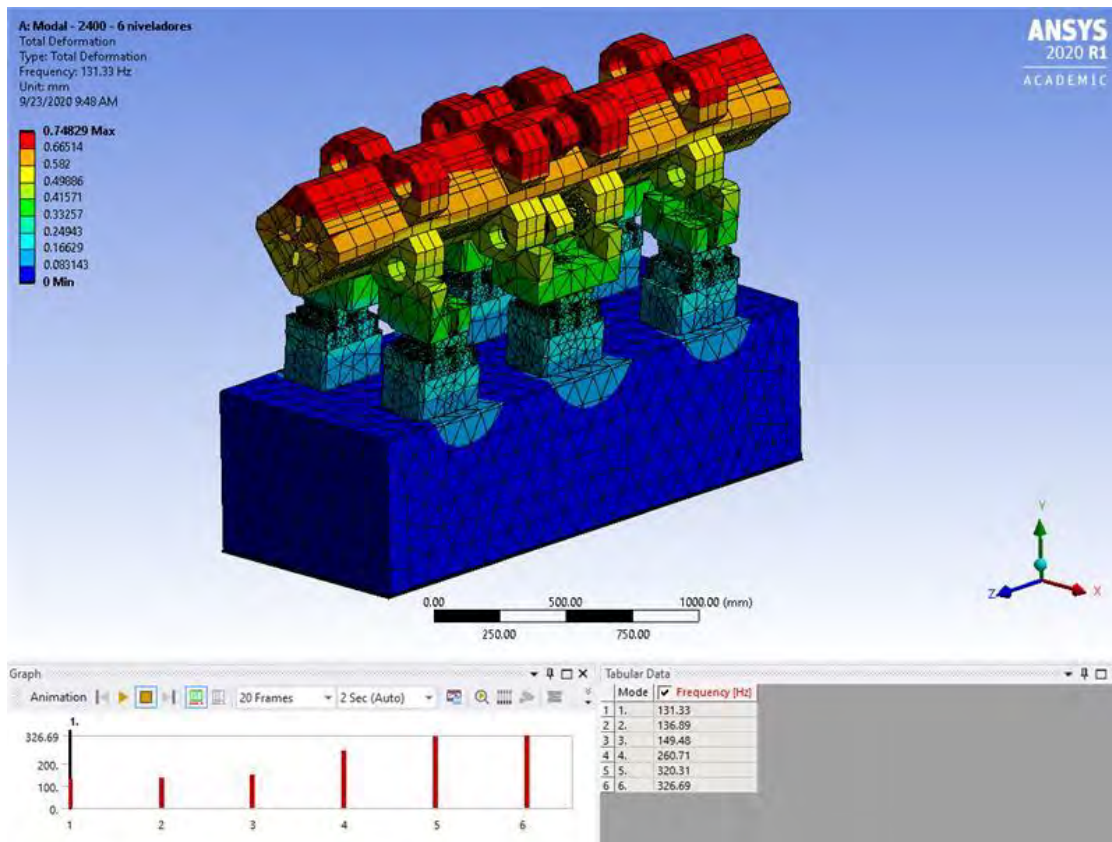 A: Modal - 2400 - 6 niveladores
Total Deformation
Type: Total Deformation
Frequency: 131.33 Hz
Unit: mm
9/23/2020 9:48 AM
0.74829 Max
0.66514
0.582
0.49886
0.41571
0.33257
0.24943
0.16629
0.083143
0 Min
ANSYS
2020 R1
ACADEMIC
Y
Z
X
0.00 500.00 1000.00 (mm)
250.00 750.00
Graph
Animation 20 Frames 2 Sec (Auto)
1.
326.69
200.
100.
0.
1 2 3 4 5 6
Tabular Data
Mode Frequency [Hz]
1 1. 131.33
2 2. 136.89
3 3. 149.48
4 4. 260.71
5 5. 320.31
6 6. 326.69